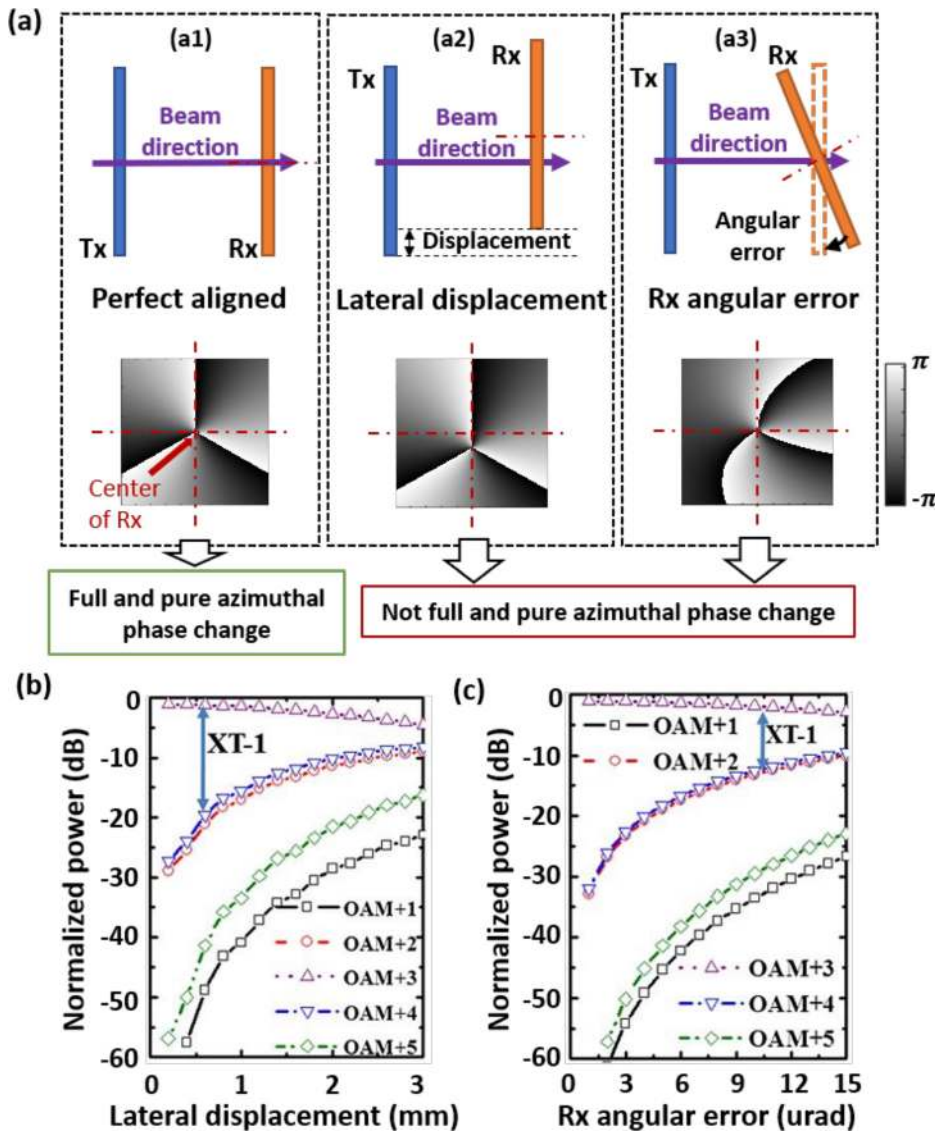 (a)
(a1)
Tx
Beam
direction
Rx
Perfect aligned
Center
of Rx
(a2)
Tx
Rx
Beam
direction
Displacement
Lateral displacement
(a3)
Tx
Rx
Beam
direction
Angular
error
Rx angular error
π
-π
Full and pure azimuthal
phase change
Not full and pure azimuthal phase change
(b)
Normalized power (dB)
0
-10
-20
-30
-40
-50
-60
XT-1
OAM+1
OAM+2
OAM+3
OAM+4
OAM+5
0 1 2 3
Lateral displacement (mm)
(c)
Normalized power (dB)
0
-10
-20
-30
-40
-50
-60
OAM+1
OAM+2
XT-1
OAM+3
OAM+4
OAM+5
0 3 6 9 12 15
Rx angular error (urad)